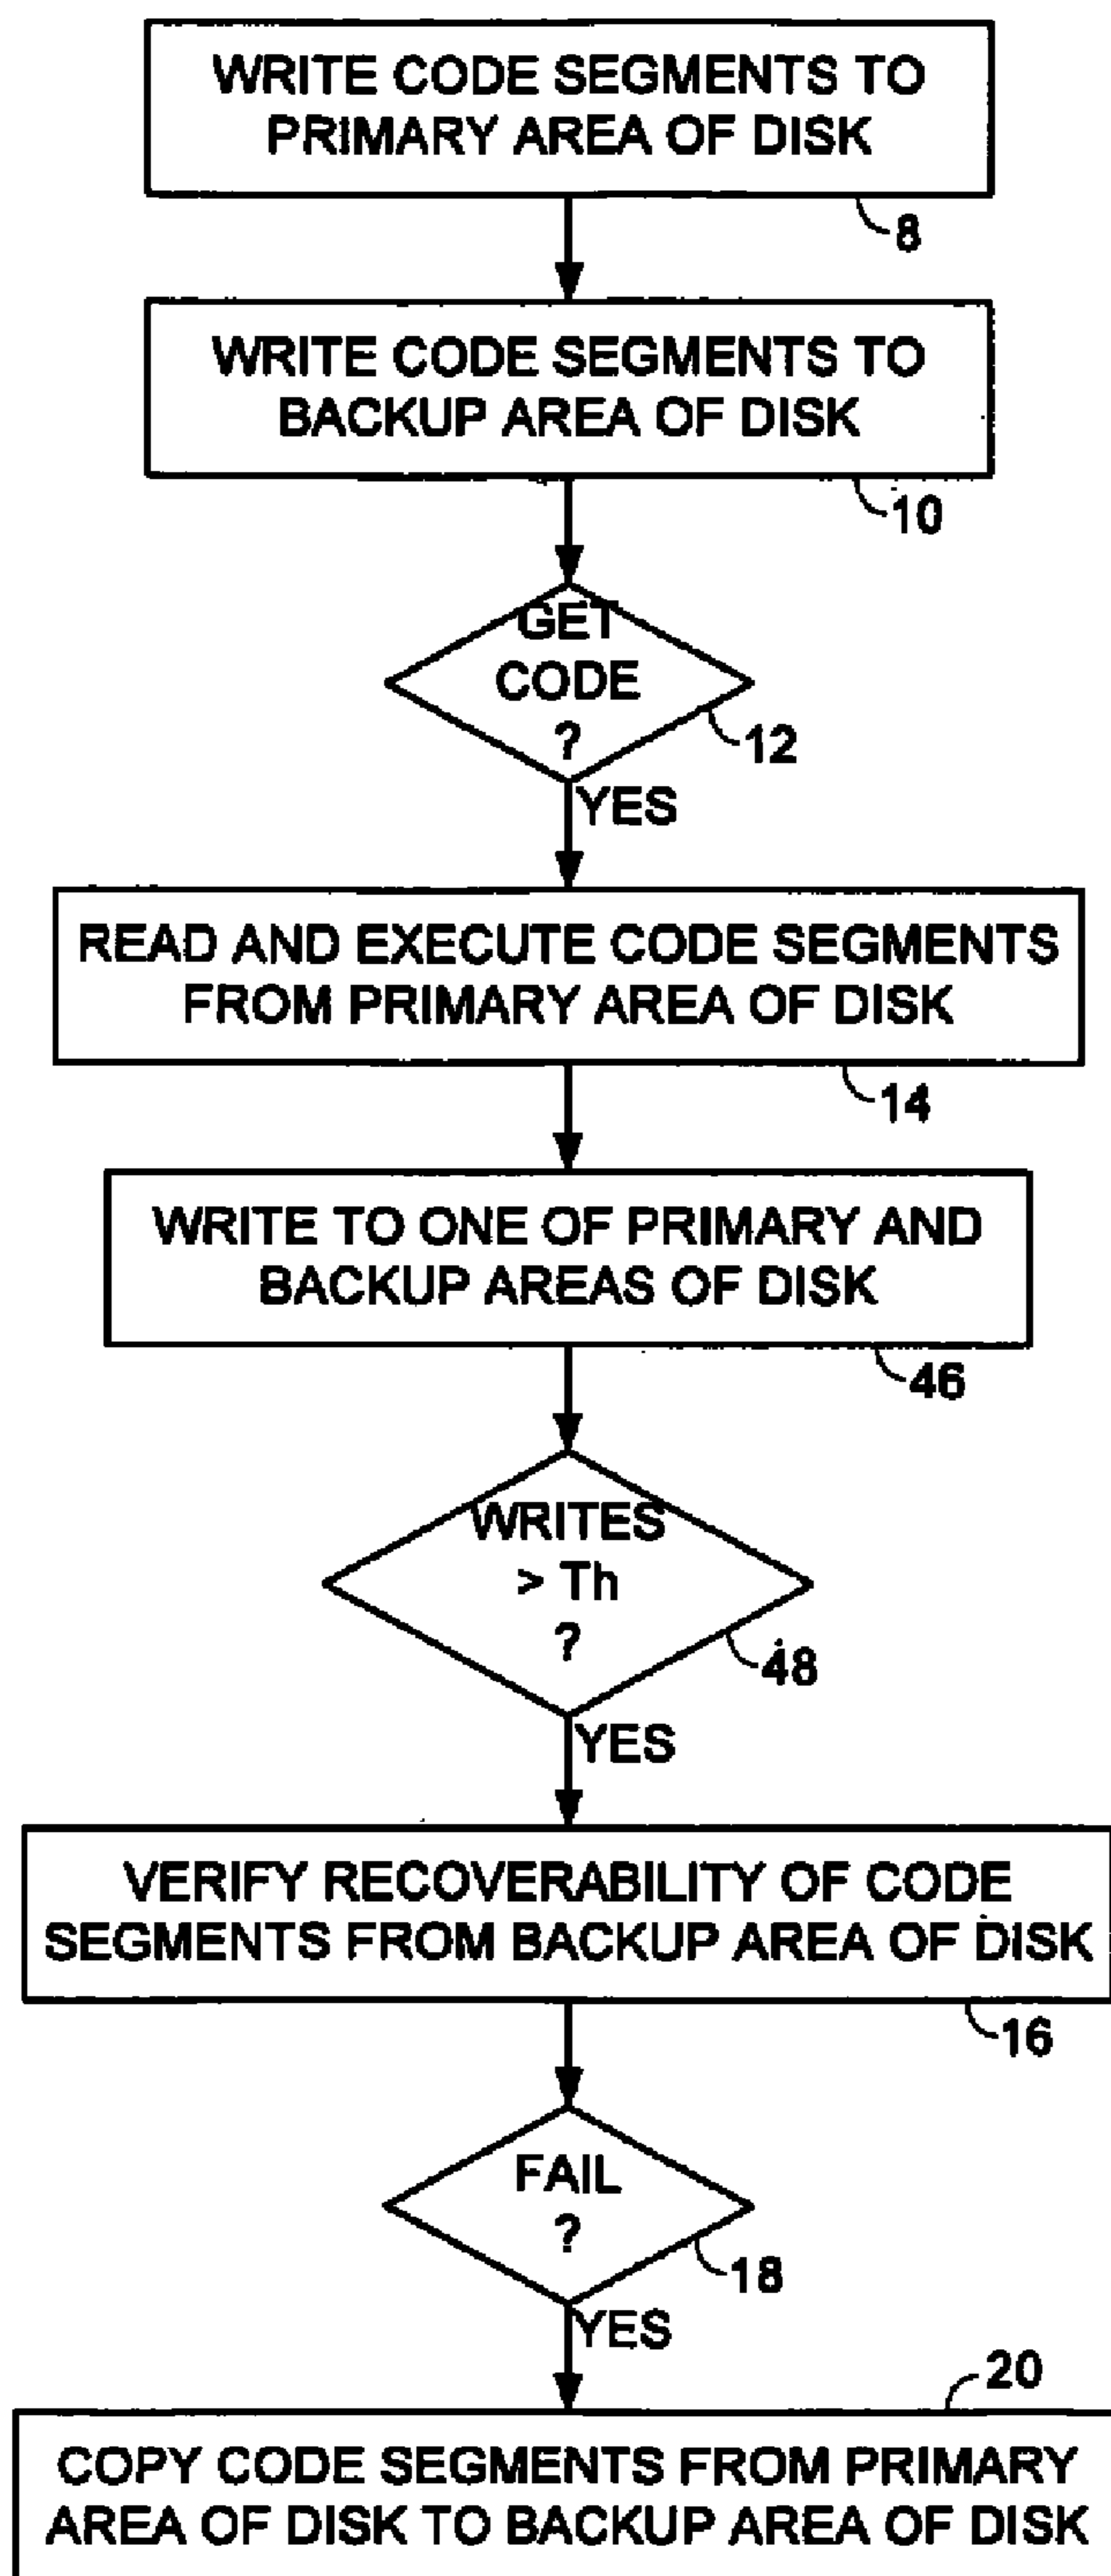 WRITE CODE SEGMENTS TO
PRIMARY AREA OF DISK
8
WRITE CODE SEGMENTS TO
BACKUP AREA OF DISK
10
GET
CODE
?
12
YES
READ AND EXECUTE CODE SEGMENTS
FROM PRIMARY AREA OF DISK
14
WRITE TO ONE OF PRIMARY AND
BACKUP AREAS OF DISK
46
WRITES
> Th
?
48
YES
VERIFY RECOVERABILITY OF CODE
SEGMENTS FROM BACKUP AREA OF DISK
16
FAIL
?
18
YES
20
COPY CODE SEGMENTS FROM PRIMARY
AREA OF DISK TO BACKUP AREA OF DISK